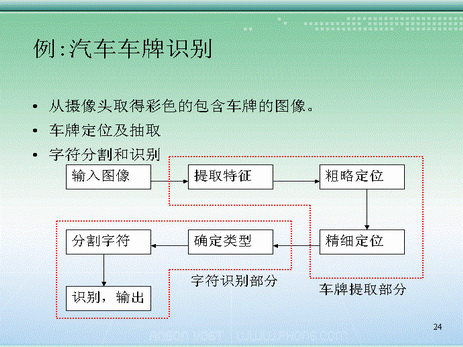 例:汽车车牌识别
• 从摄像头取得彩色的包含车牌的图像。
• 车牌定位及抽取
• 字符分割和识别
输入图像 提取特征 粗略定位
分割字符 确定类型 精细定位
字符识别部分 车牌提取部分
识别，输出
24